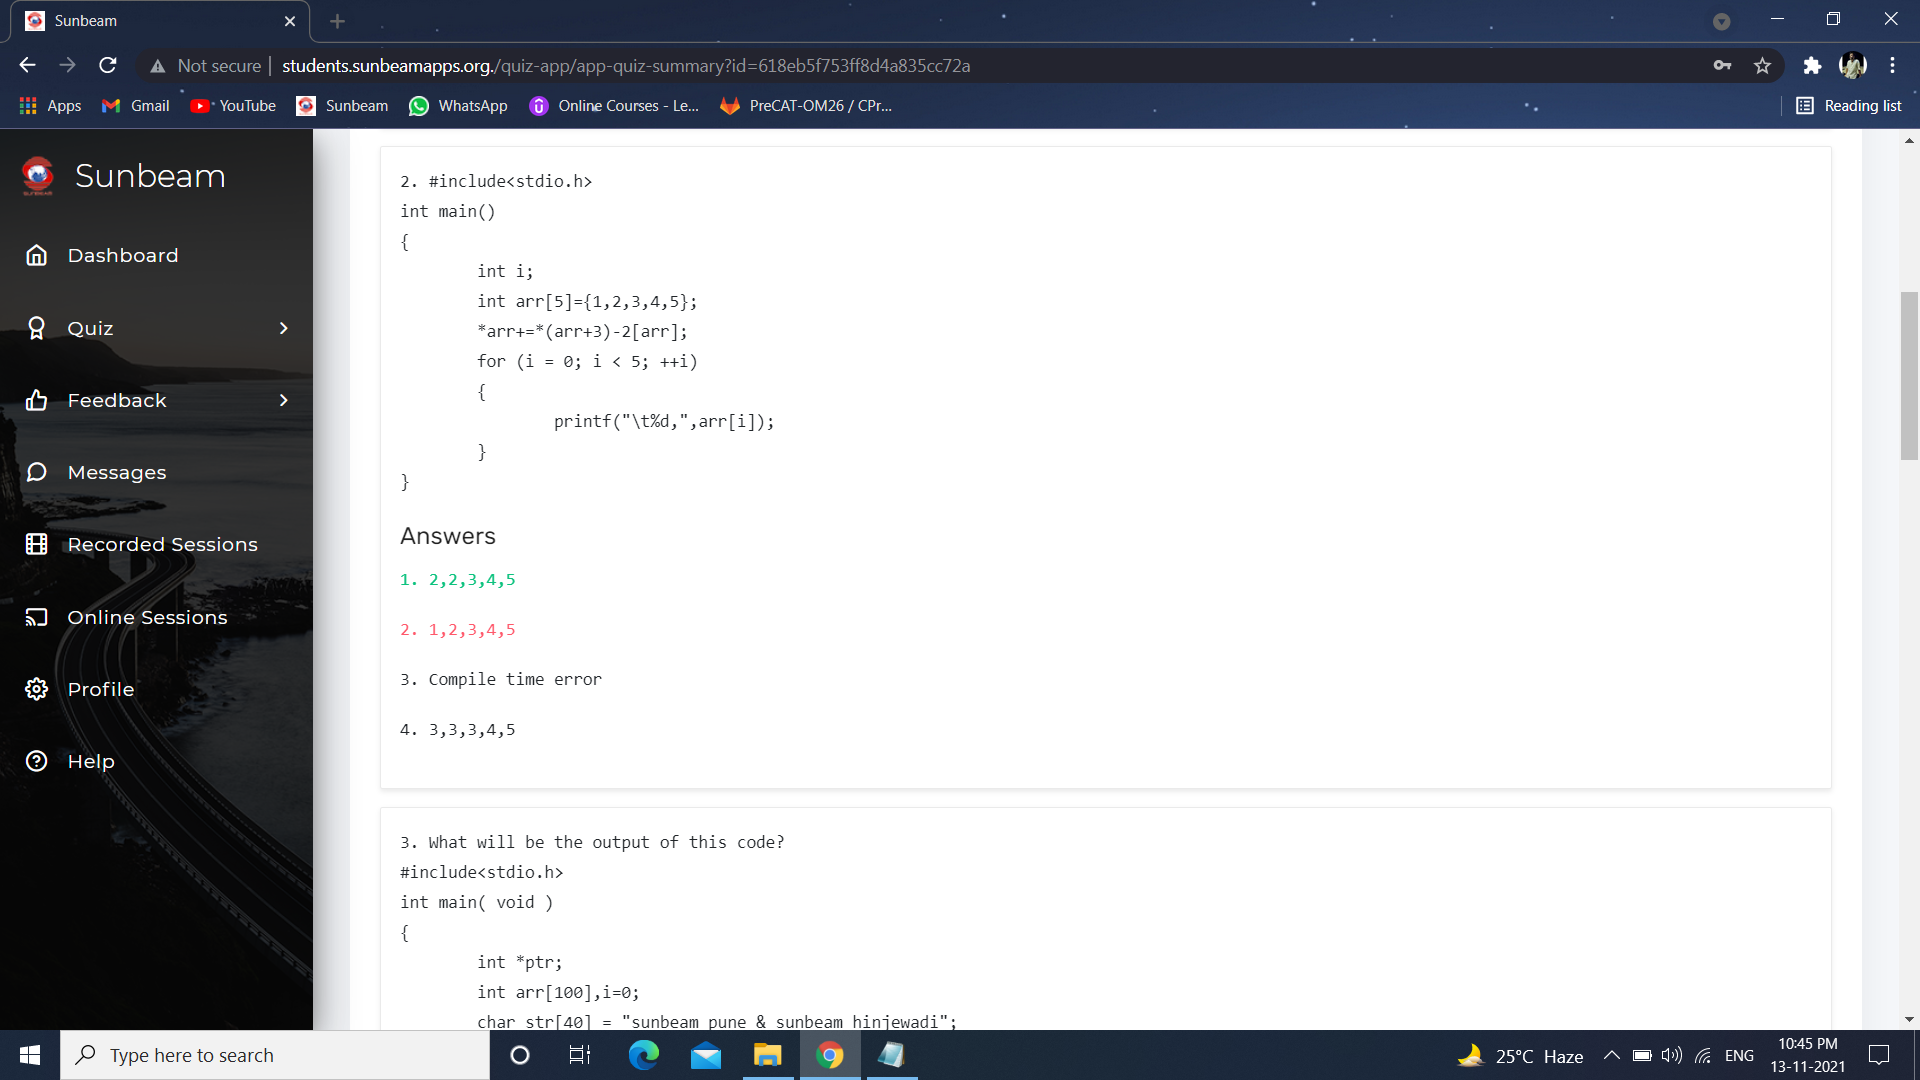 Sunbeam
Not secure
students.sunbeamapps.org./quiz-app/app-quiz-summary?id=618eb5f753ff8d4a835cc72a
Apps
Gmail
YouTube
Sunbeam
WhatsApp
Online Courses - Le...
PreCAT-OM26 / CPr...
Reading list
Sunbeam
Dashboard
Quiz
Feedback
Messages
Recorded Sessions
Online Sessions
Profile
Help
2. #include<stdio.h>
int main()
{
int i;
int arr[5]={1,2,3,4,5};
*arr+=*(arr+3)-2[arr];
for (i = 0; i < 5; ++i)
{
printf("\t%d,",arr[i]);
}
}
Answers
1. 2,2,3,4,5
2. 1,2,3,4,5
3. Compile time error
4. 3,3,3,4,5
3. What will be the output of this code?
#include<stdio.h>
int main( void )
{
int *ptr;
int arr[100],i=0;
char str[40] = "sunbeam pune & sunbeam hinjewadi";
Type here to search
25°C Haze
ENG
10:45 PM
13-11-2021